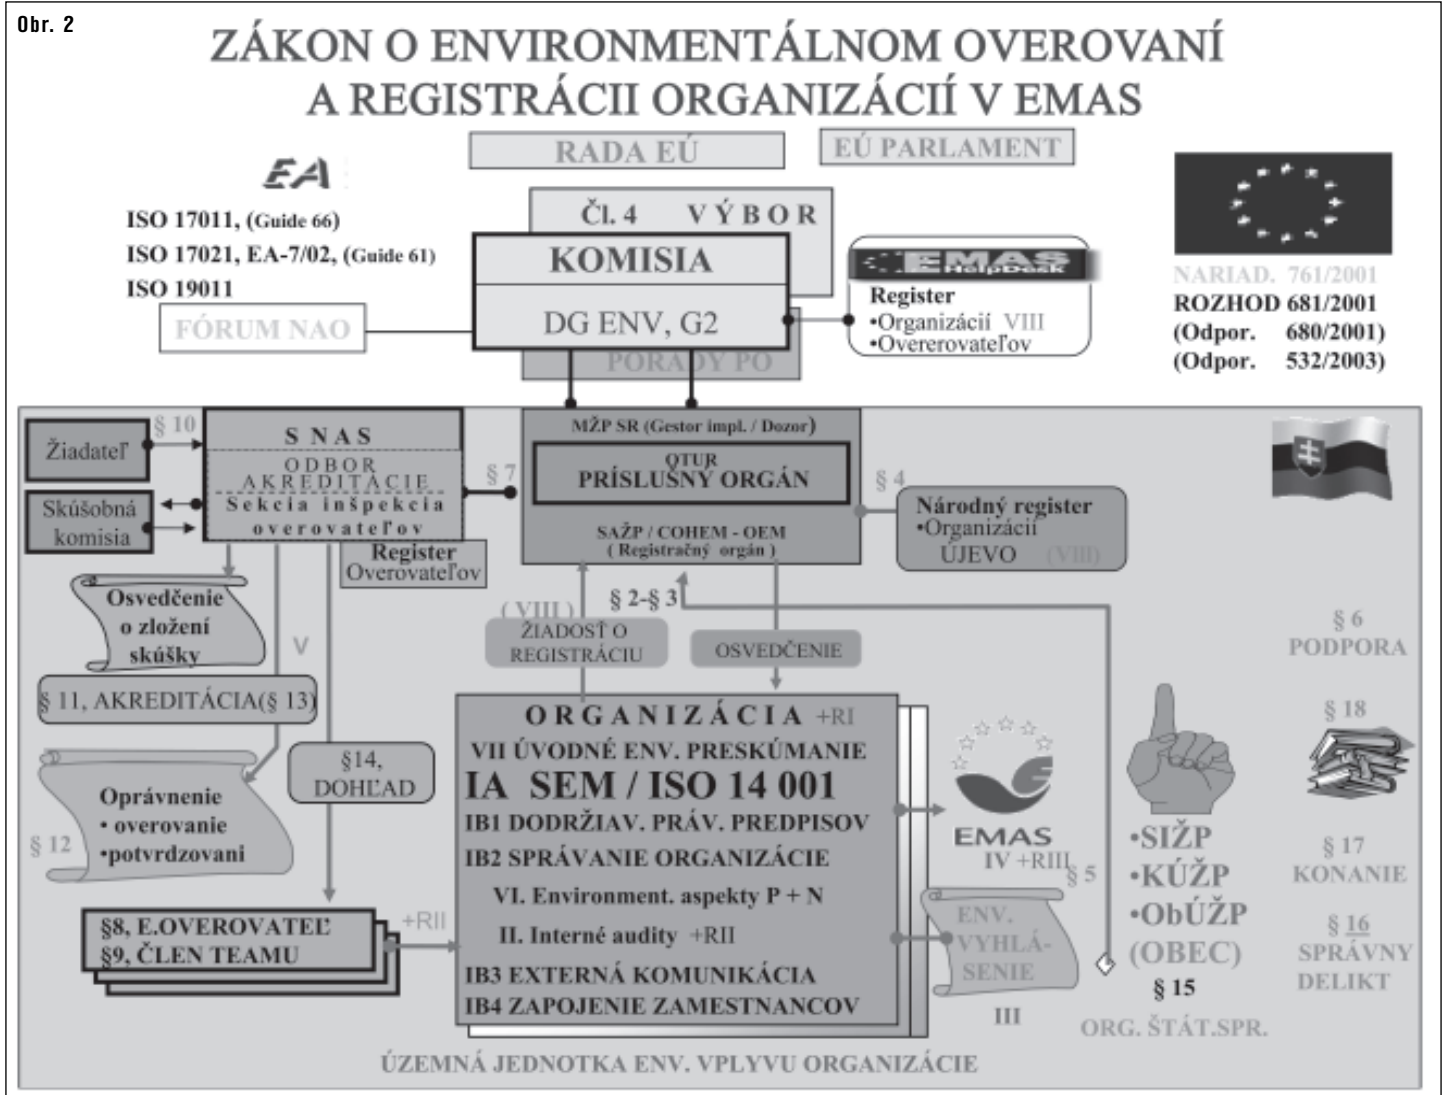 Obr. 2
ZÁKON O ENVIRONMENTÁLNOM OVEROVANÍ
A REGISTRÁCII ORGANIZÁCIÍ V EMAS
RADA EÚ
EÚ PARLAMENT
EA
ISO 17011, (Guide 66)
ISO 17021, EA-7/02, (Guide 61)
ISO 19011
FÓRUM NAO
Čl. 4 VÝBOR
KOMISIA
DG ENV, G2
PORADY PO
EMAS
HelpDesk
Register
•Organizácií VIII
•Overerovateľov
NARIAD. 761/2001
ROZHOD 681/2001
(Odpor. 680/2001)
(Odpor. 532/2003)
Žiadateľ
§ 10
Skúšobná
komisia
S NAS
ODBOR
AKREDITÁCIE
Sekcia inšpekcia
overovateľov
Register
Overovateľov
§ 7
MŽP SR (Gestor impl. / Dozor)
OTUR
PRÍSLUŠNÝ ORGÁN
SAŽP / COHEM - OEM
( Registračný orgán )
§ 4
Národný register
•Organizácií
ÚJEVO (VIII)
Osvedčenie
o zložení
skúšky
V
§ 11, AKREDITÁCIA(§ 13)
§14,
DOHĽAD
§ 12
Oprávnenie
• overovanie
•potvrdzovani
§8, E.OVEROVATEĽ
§9, ČLEN TEAMU
+RII
( VIII )
§ 2-§ 3
ŽIADOSŤ O
REGISTRÁCIU
OSVEDČENIE
ORGANIZÁCIA +RI
VII ÚVODNÉ ENV. PRESKÚMANIE
IA SEM / ISO 14 001
IB1 DODRŽIAV. PRÁV. PREDPISOV
IB2 SPRÁVANIE ORGANIZÁCIE
VI. Environment. aspekty P + N
II. Interné audity +RII
IB3 EXTERNÁ KOMUNIKÁCIA
IB4 ZAPOJENIE ZAMESTNANCOV
EMAS
IV +RIII
§ 5
ENV.
VYHLÁ-
SENIE
III
•SIŽP
•KÚŽP
•ObÚŽP
(OBEC)
§ 15
ORG. ŠTÁT.SPR.
§ 6
PODPORA
§ 18
§ 17
KONANIE
§ 16
SPRÁVNY
DELIKT
ÚZEMNÁ JEDNOTKA ENV. VPLYVU ORGANIZÁCIE